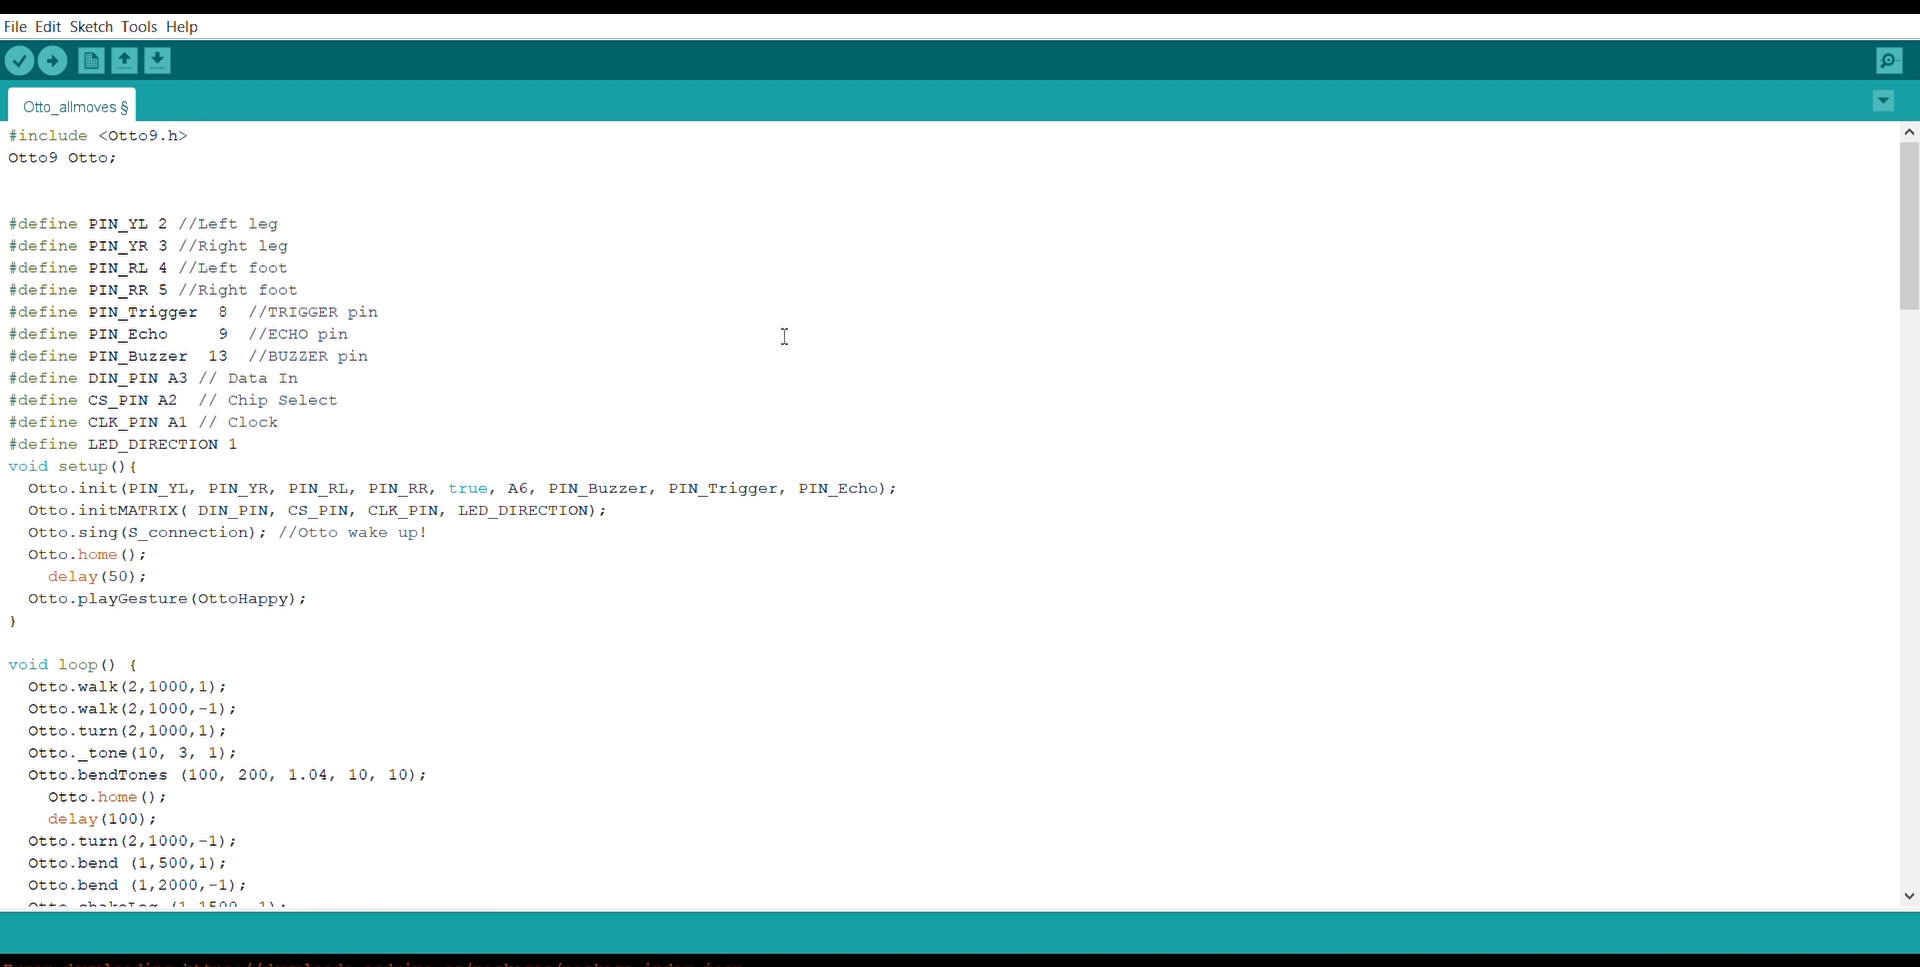 File Edit Sketch Tools Help
Otto_allmoves §
#include <Otto9.h>
Otto9 Otto;
#define PIN_YL 2 //Left leg
#define PIN_YR 3 //Right leg
#define PIN_RL 4 //Left foot
#define PIN_RR 5 //Right foot
#define PIN_Trigger  8  //TRIGGER pin
#define PIN_Echo     9  //ECHO pin
#define PIN_Buzzer  13  //BUZZER pin
#define DIN_PIN A3 // Data In
#define CS_PIN A2  // Chip Select
#define CLK_PIN A1 // Clock
#define LED_DIRECTION 1
void setup(){
  Otto.init(PIN_YL, PIN_YR, PIN_RL, PIN_RR, true, A6, PIN_Buzzer, PIN_Trigger, PIN_Echo);
  Otto.initMATRIX( DIN_PIN, CS_PIN, CLK_PIN, LED_DIRECTION);
  Otto.sing(S_connection); //Otto wake up!
  Otto.home();
    delay(50);
  Otto.playGesture(OttoHappy);
}
void loop() {
  Otto.walk(2,1000,1);
  Otto.walk(2,1000,-1);
  Otto.turn(2,1000,1);
  Otto._tone(10, 3, 1);
  Otto.bendTones (100, 200, 1.04, 10, 10);
    Otto.home();
    delay(100);
  Otto.turn(2,1000,-1);
  Otto.bend (1,500,1);
  Otto.bend (1,2000,-1);